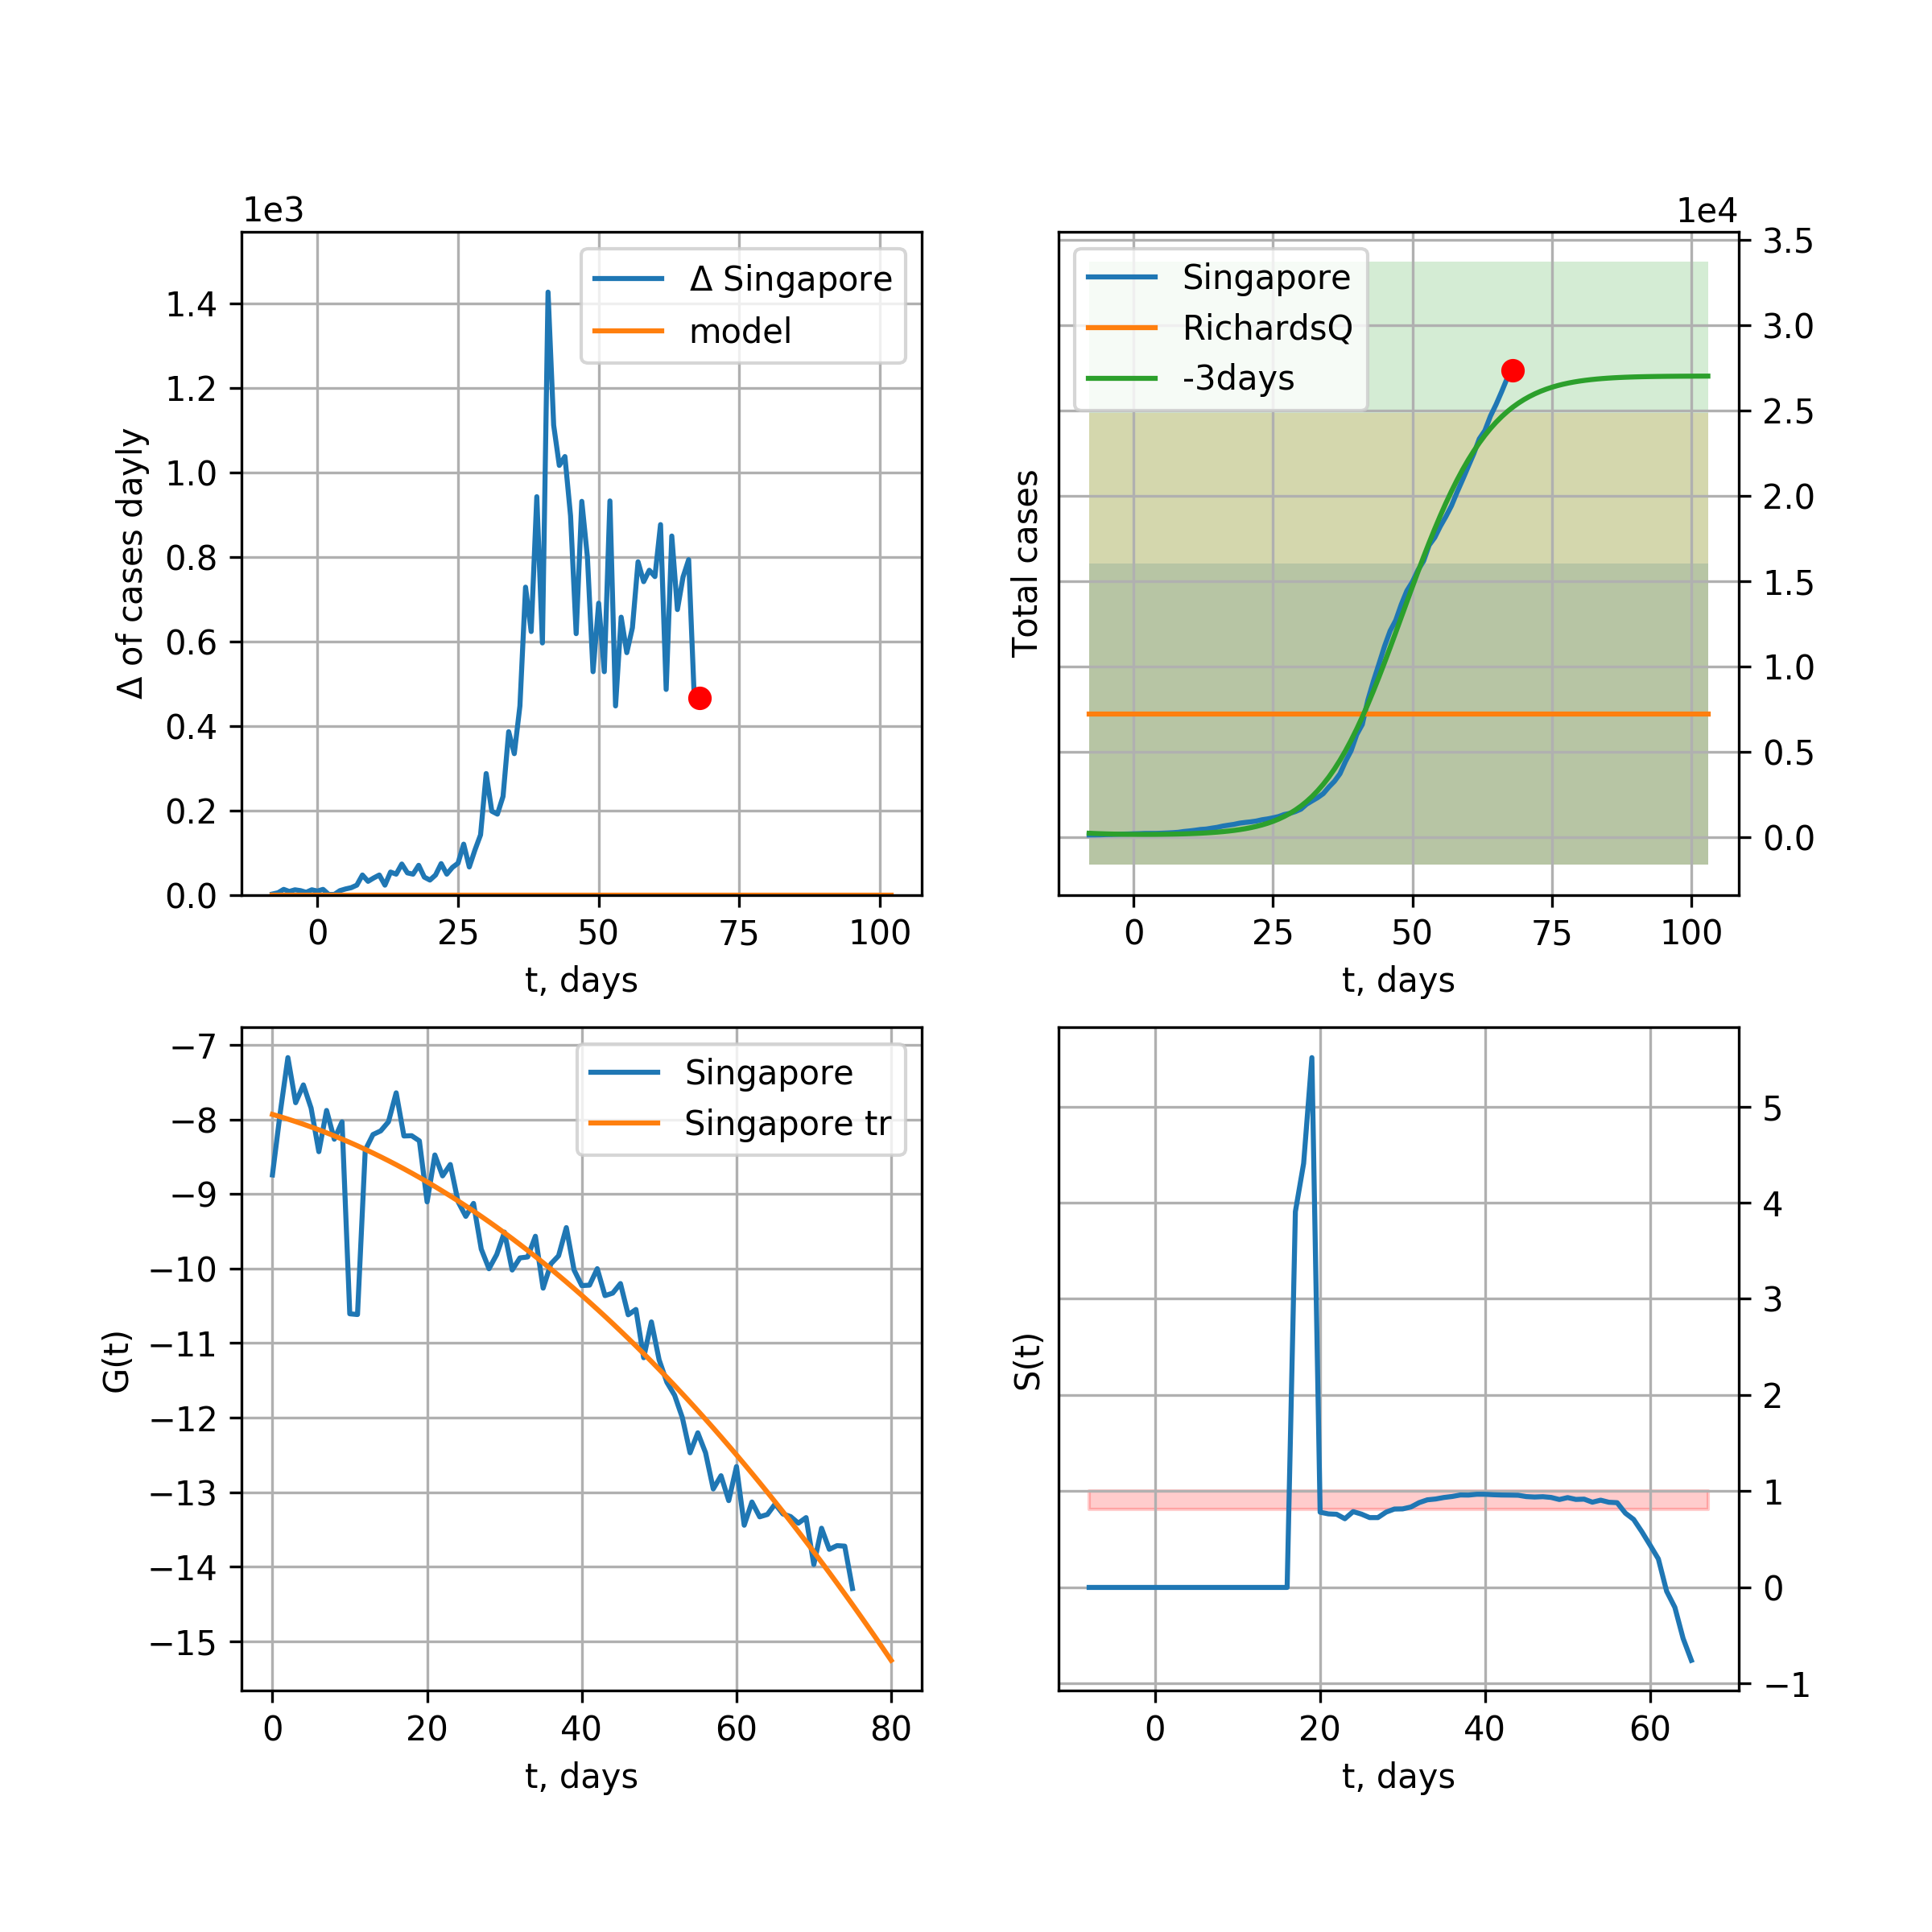 1e3
Δ of cases dayly
1.4
1.2
1.0
0.8
0.6
0.4
0.2
0.0
Δ Singapore
model
0 25 50 75 100
t, days
1e4
Total cases
Singapore
RichardsQ
-3days
3.5
3.0
2.5
2.0
1.5
1.0
0.5
0.0
0 25 50 75 100
t, days
G(t)
−7
−8
−9
−10
−11
−12
−13
−14
−15
Singapore
Singapore tr
0 20 40 60 80
t, days
S(t)
5
4
3
2
1
0
−1
0 20 40 60
t, days